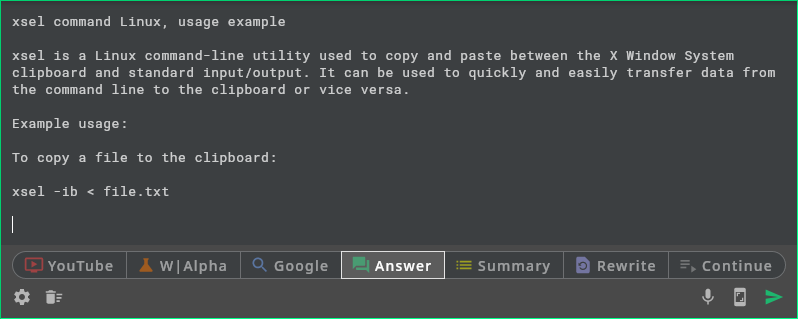 xsel command Linux, usage example
xsel is a Linux command-line utility used to copy and paste between the X Window System
clipboard and standard input/output. It can be used to quickly and easily transfer data from
the command line to the clipboard or vice versa.
Example usage:
To copy a file to the clipboard:
xsel -ib < file.txt
YouTube W|Alpha Google Answer Summary Rewrite Continue